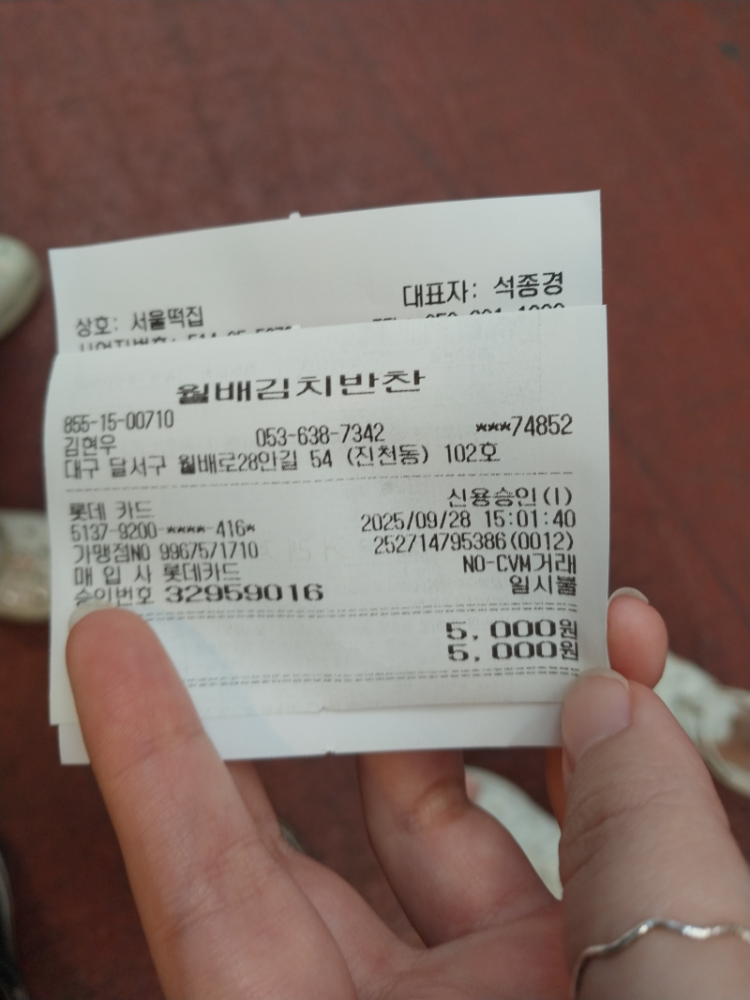 대표자: 석종경
상호: 서울떡집
월배김치반찬
855-15-00710
김현우 053-638-7342 ***74852
대구 달서구 월배로28안길 54 (진천동) 102호
롯데 카드 신용승인(I)
5137-9200-****-416* 2025/09/28 15:01:40
가맹점NO 9967571710 252714795386(0012)
매 입 사 롯데카드 NO-CVM거래
승인번호 32959016 일시불
5,000원
5,000원